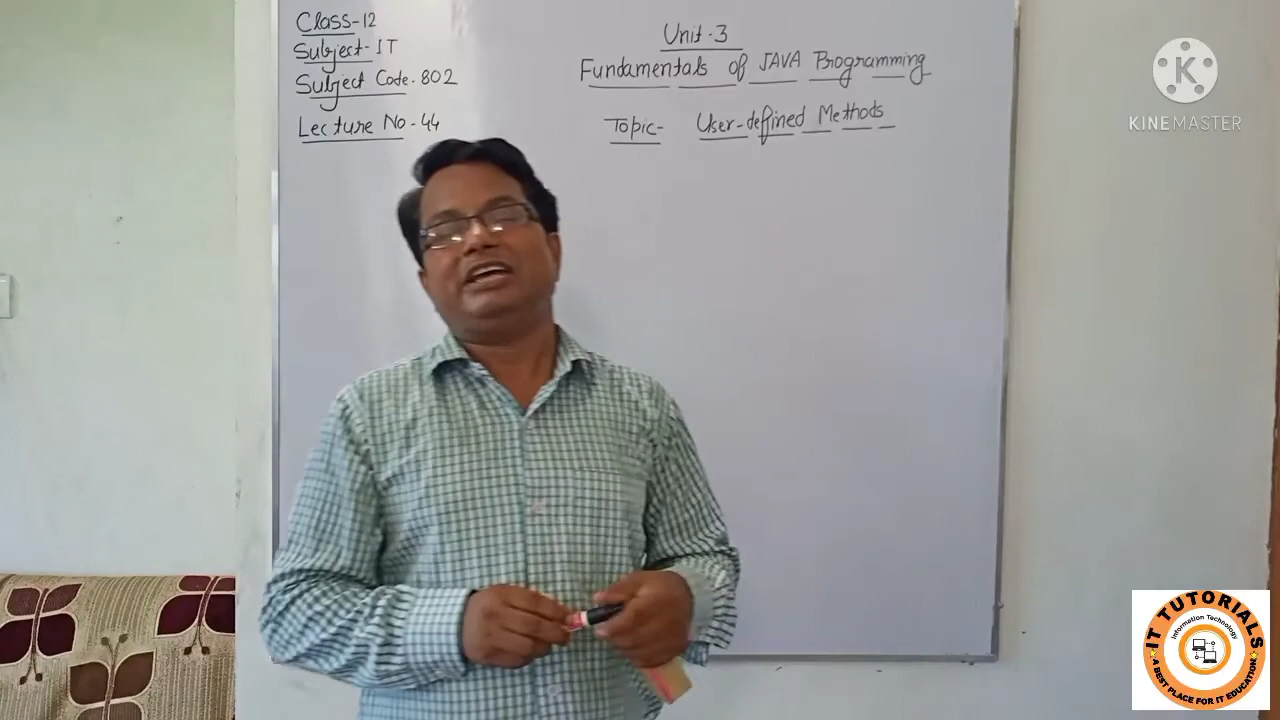 Class-12
Subject-IT
Subject Code-802
Lecture No-44
Unit-3
Fundamentals of JAVA Programming
Topic- User-defined Methods
K
KINEMASTER
IT TUTORIALS
Information Technology
A BEST PLACE FOR IT EDUCATION